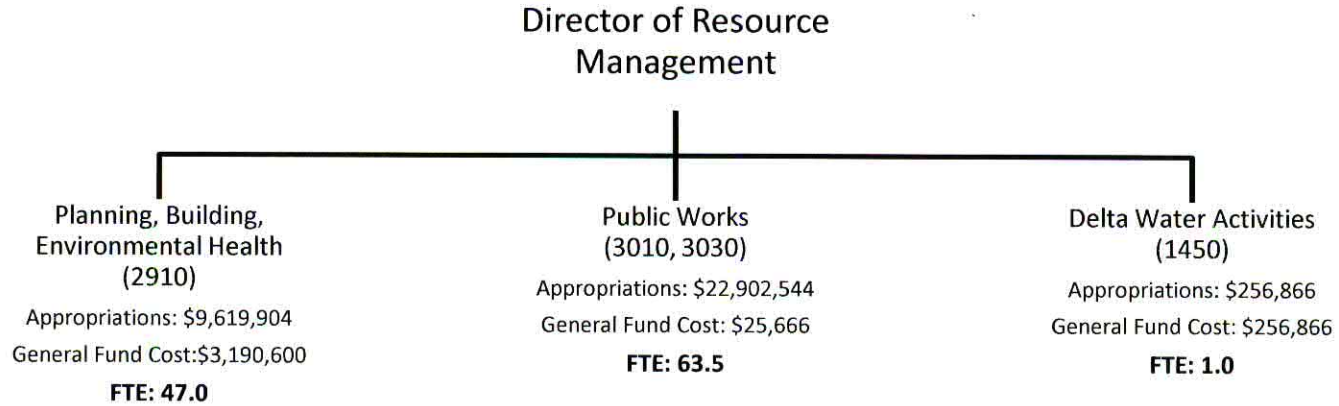 Director of Resource
Management
Planning, Building,
Environmental Health
(2910)
Appropriations: $9,619,904
General Fund Cost:$3,190,600
FTE: 47.0
Public Works
(3010, 3030)
Appropriations: $22,902,544
General Fund Cost: $25,666
FTE: 63.5
Delta Water Activities
(1450)
Appropriations: $256,866
General Fund Cost: $256,866
FTE: 1.0